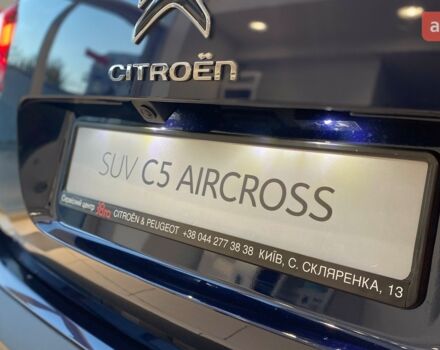 CITROËN
SUV C5 AIRCROSS
Сервісний центр CITROËN & PEUGEOT +38 044 277 38 38 КИЇВ, С. СКЛЯРЕНКА, 13